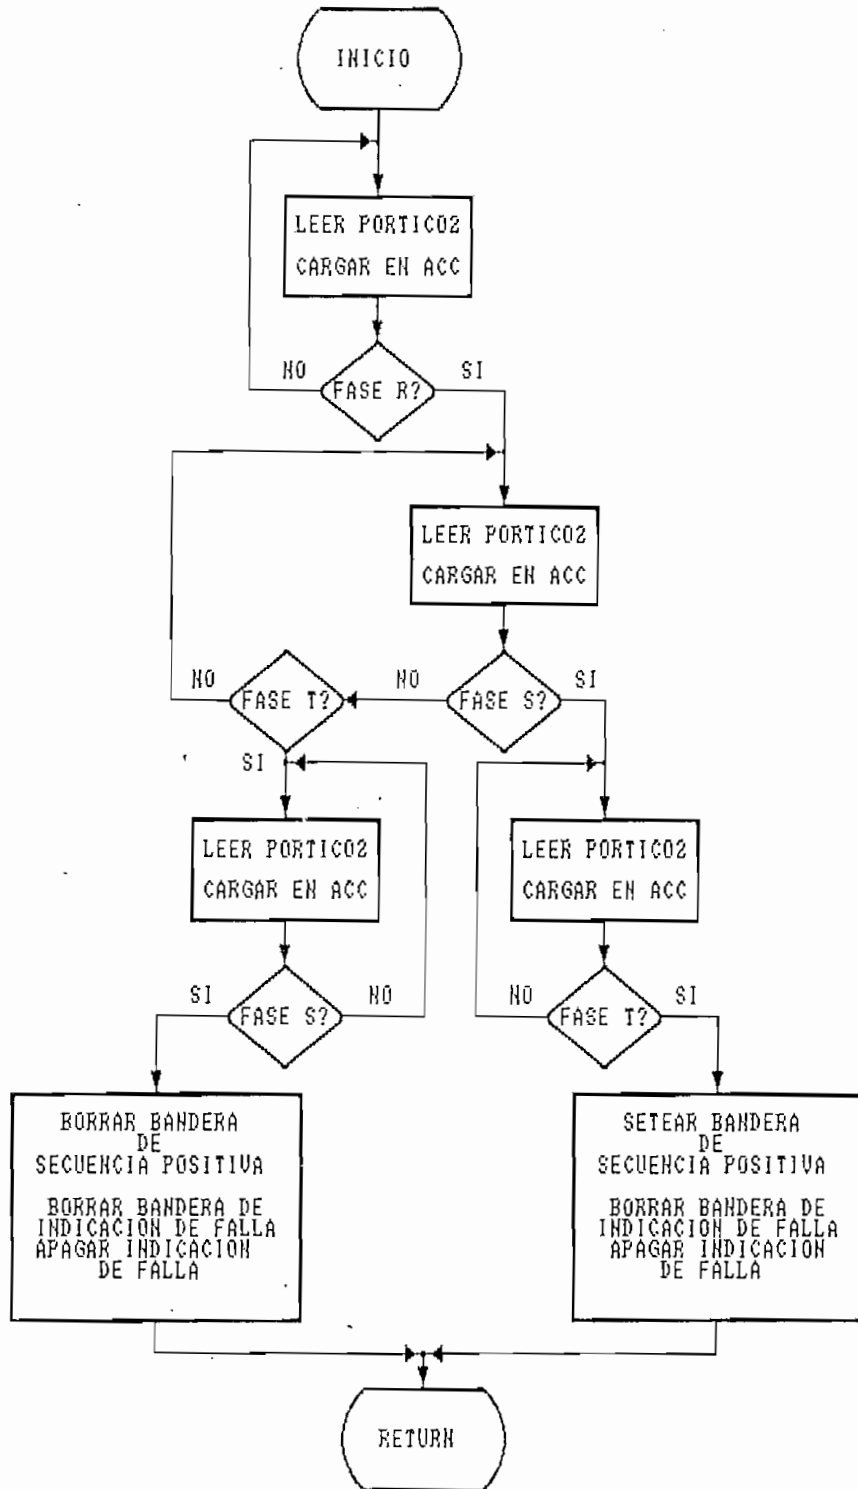 INICIO
LEER PORTICO2
CARGAR EN ACC
NO
SI
FASE R?
LEER PORTICO2
CARGAR EN ACC
NO
FASE T?
NO
FASE S?
SI
SI
LEER PORTICO2
CARGAR EN ACC
LEER PORTICO2
CARGAR EN ACC
SI
FASE S?
NO
NO
FASE T?
SI
BORRAR BANDERA
DE
SECUENCIA POSITIVA
BORRAR BANDERA DE
INDICACION DE FALLA
APAGAR INDICACION
DE FALLA
SETEAR BANDERA
DE
SECUENCIA POSITIVA
BORRAR BANDERA DE
INDICACION DE FALLA
APAGAR INDICACION
DE FALLA
RETURN